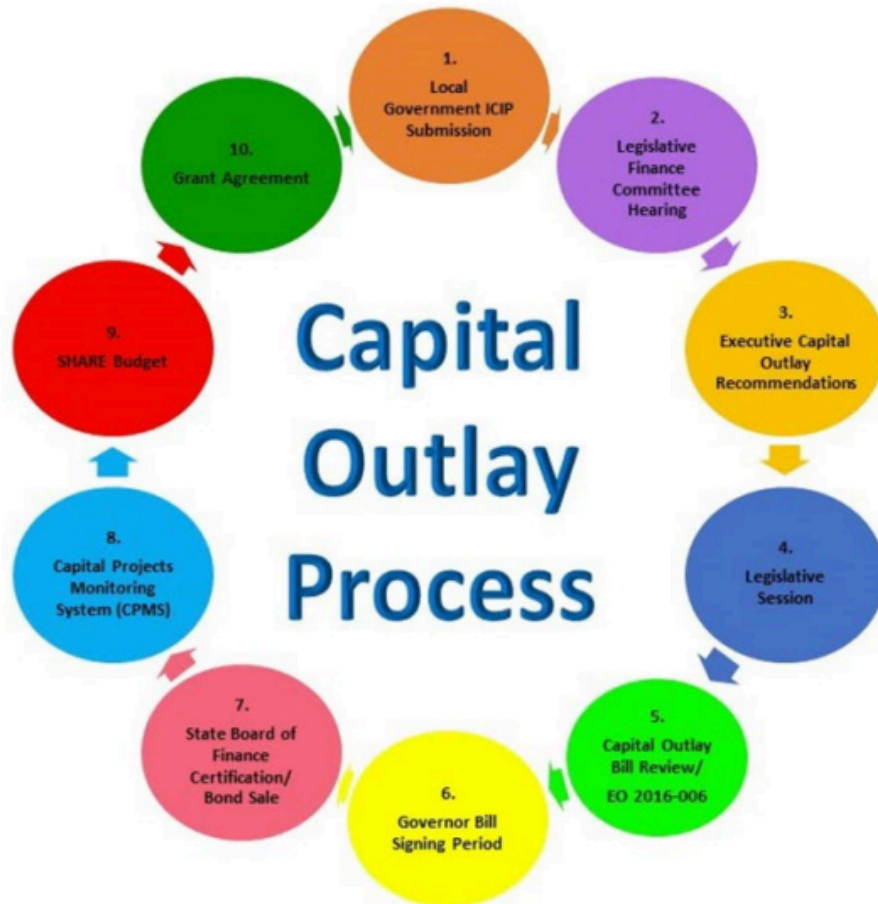 1.
Local
Government ICIP
Submission
2.
Legislative
Finance
Committee
Hearing
3.
Executive Capital
Outlay
Recommendations
4.
Legislative
Session
5.
Capital Outlay
Bill Review/
EO 2016-006
6.
Governor Bill
Signing Period
7.
State Board of
Finance
Certification/
Bond Sale
8.
Capital Projects
Monitoring
System (CPMS)
9.
SHARE Budget
10.
Grant Agreement
Capital
Outlay
Process